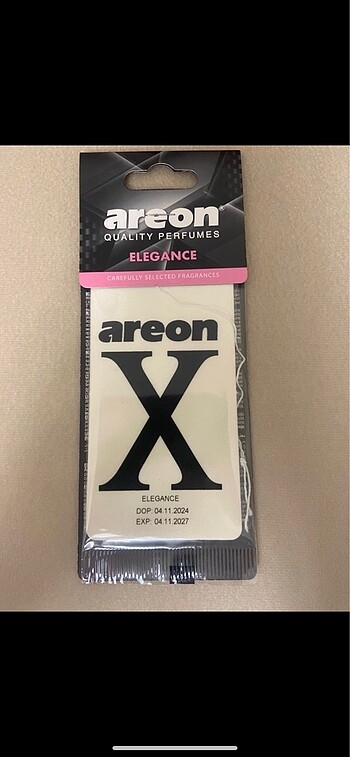 areon
QUALITY PERFUMES
ELEGANCE
CAREFULLY SELECTED FRAGRANCES
areon
X
ELEGANCE
DOP: 04.11.2024
EXP: 04.11.2027